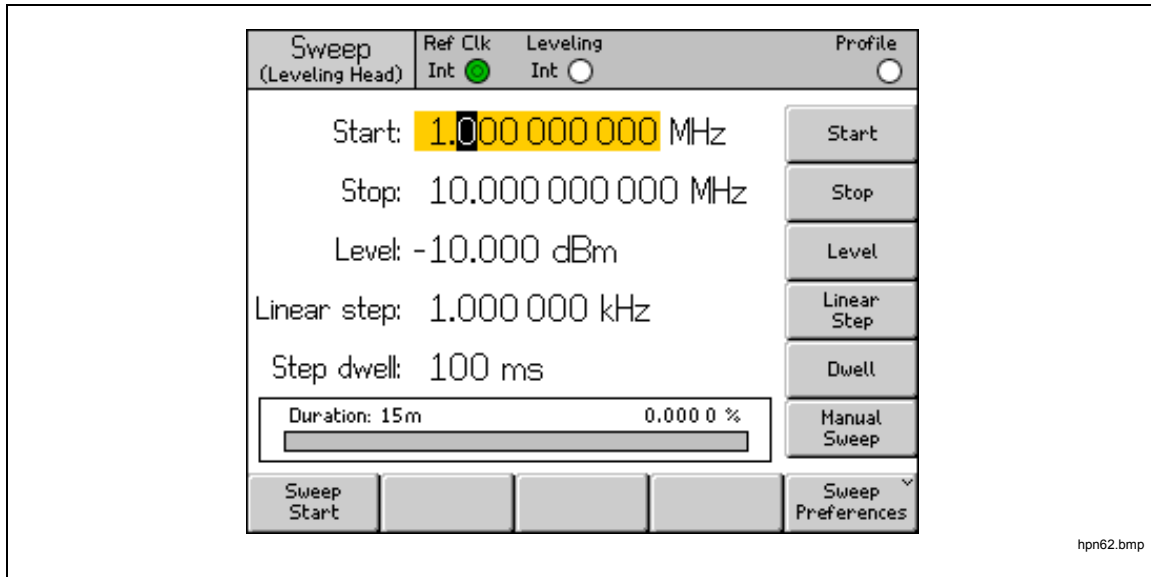 Sweep
(Leveling Head)
Ref Clk
Int
Leveling
Int
Profile
Start: 1.000 000 000 MHz
Stop: 10.000 000 000 MHz
Level: -10.000 dBm
Linear step: 1.000 000 kHz
Step dwell: 100 ms
Duration: 15m 0.000 0 %
Start
Stop
Level
Linear
Step
Dwell
Manual
Sweep
Sweep
Start
Sweep
Preferences
hpn62.bmp